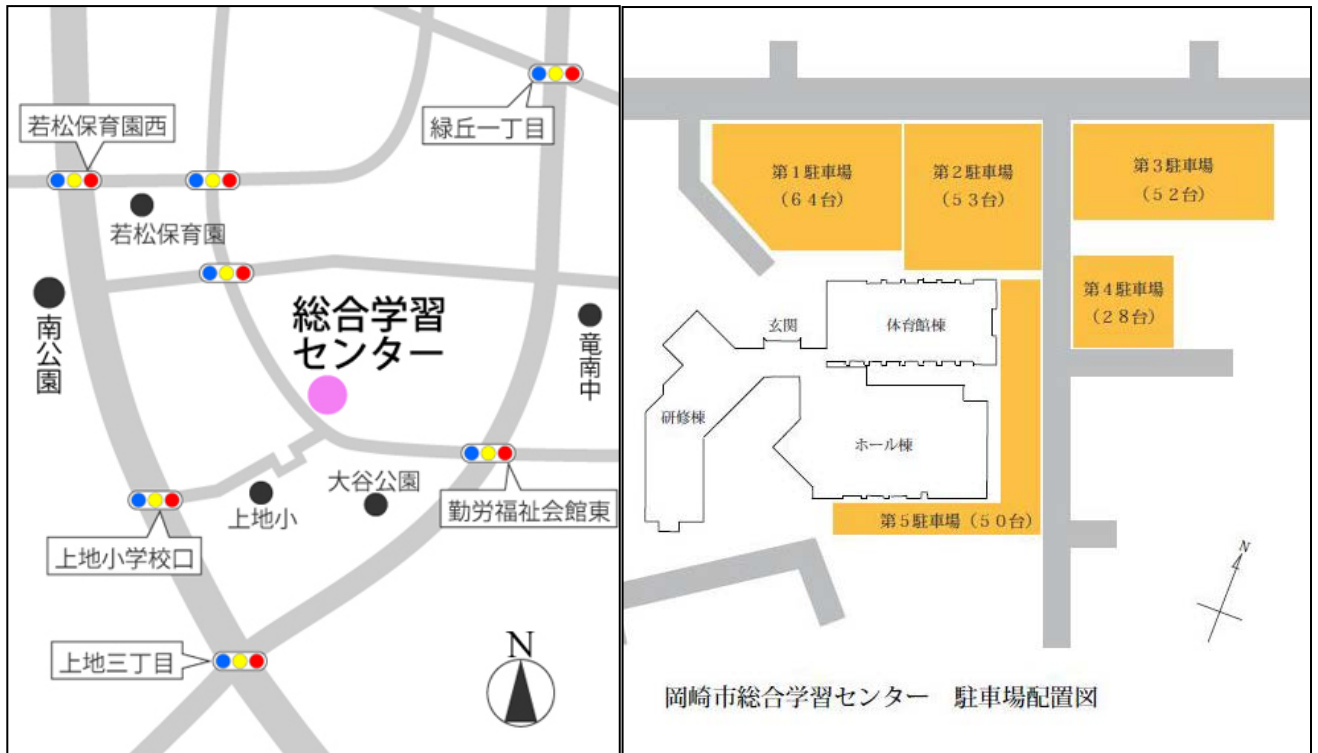 緑丘一丁目
若松保育園西
若松保育園
総合学習
センター
南公園
竜南中
大谷公園
上地小
勤労福祉会館東
上地小学校口
上地三丁目
N
第1駐車場
(64台)
第2駐車場
(53台)
第3駐車場
(52台)
第4駐車場
(28台)
玄関
体育館棟
研修棟
ホール棟
第5駐車場(50台)
N
岡崎市総合学習センター 駐車場配置図